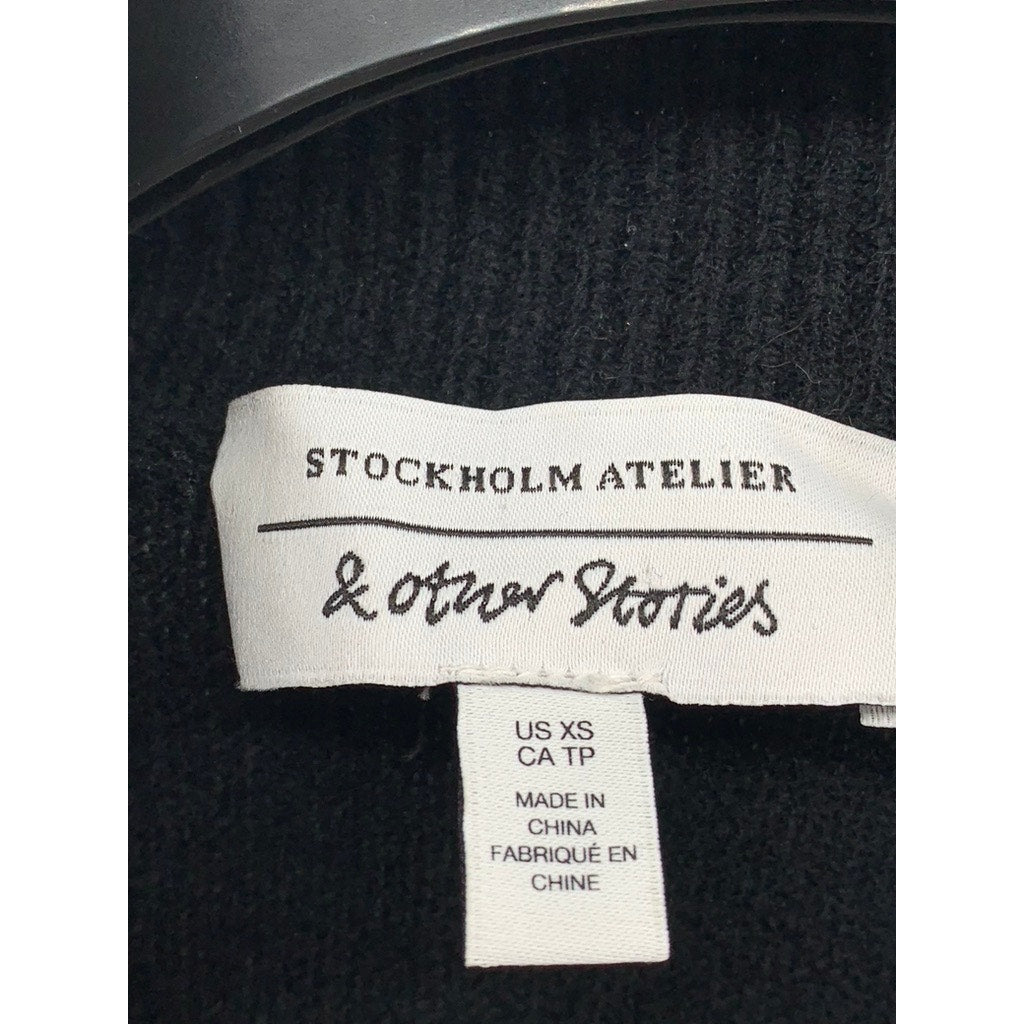 STOCKHOLM ATELIER
& other Stories
US XS
CA TP
MADE IN
CHINA
FABRIQUÉ EN
CHINE